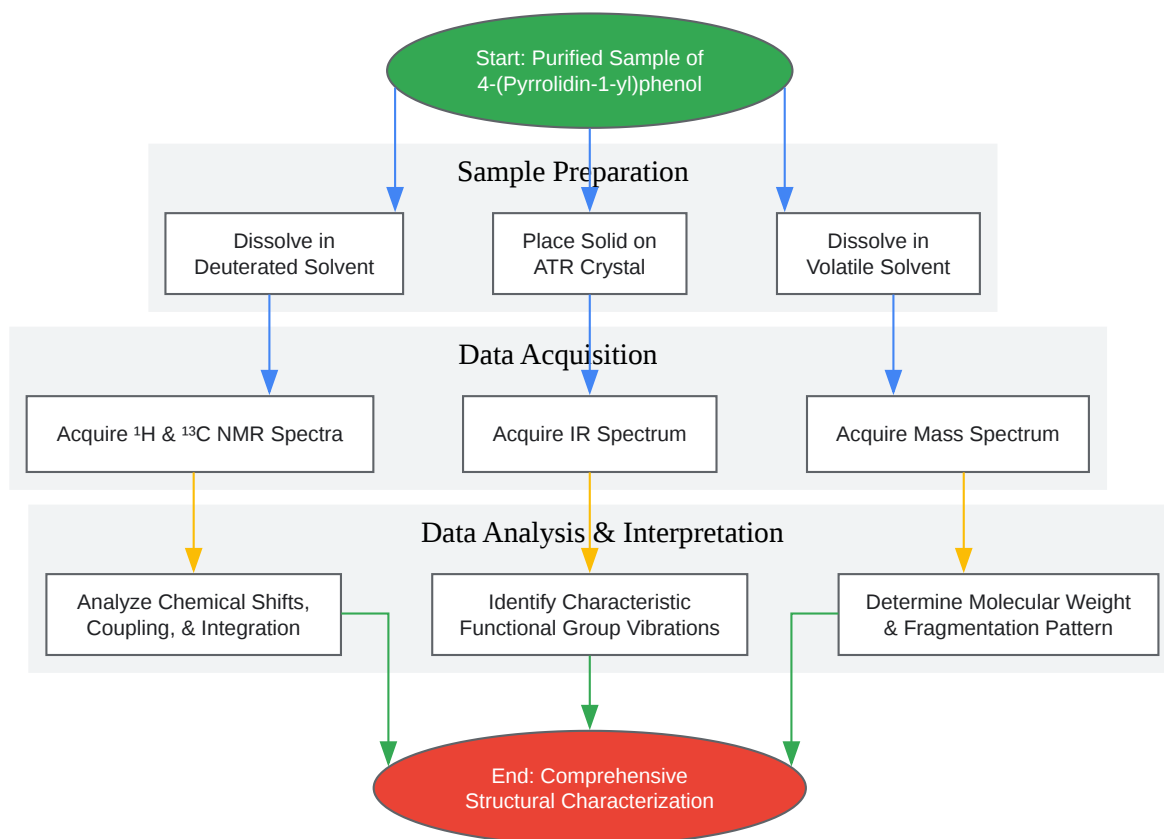 Start: Purified Sample of
4-(Pyrrolidin-1-yl)phenol
Sample Preparation
Dissolve in
Deuterated Solvent
Place Solid on
ATR Crystal
Dissolve in
Volatile Solvent
Data Acquisition
Acquire ¹H & ¹³C NMR Spectra
Acquire IR Spectrum
Acquire Mass Spectrum
Data Analysis & Interpretation
Analyze Chemical Shifts,
Coupling, & Integration
Identify Characteristic
Functional Group Vibrations
Determine Molecular Weight
& Fragmentation Pattern
End: Comprehensive
Structural Characterization